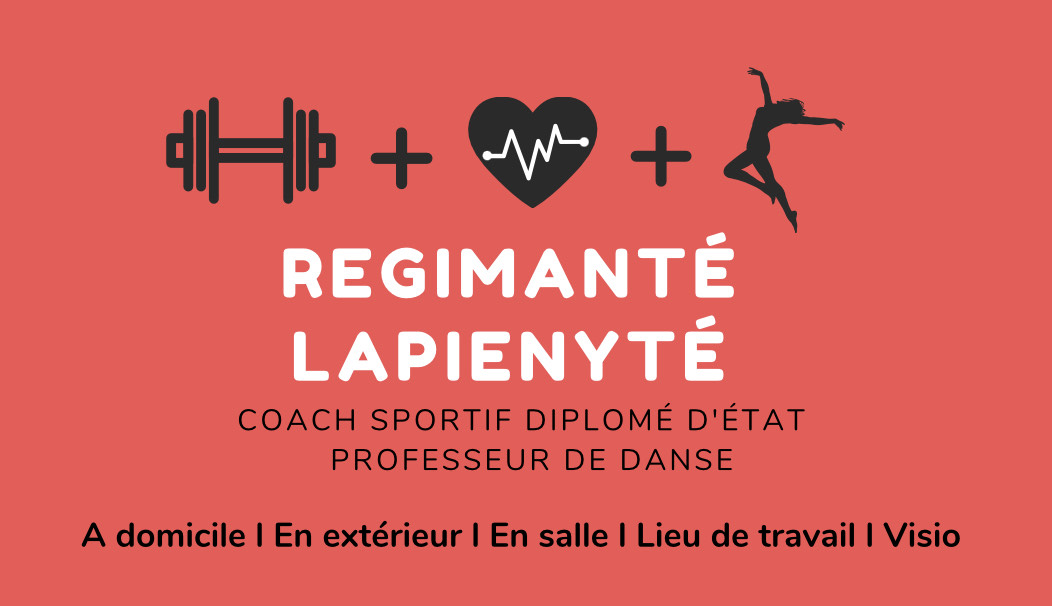 REGIMANTÉ
LAPIENYTÉ
COACH SPORTIF DIPLOMÉ D'ÉTAT
PROFESSEUR DE DANSE
A domicile I En extérieur I En salle I Lieu de travail I Visio